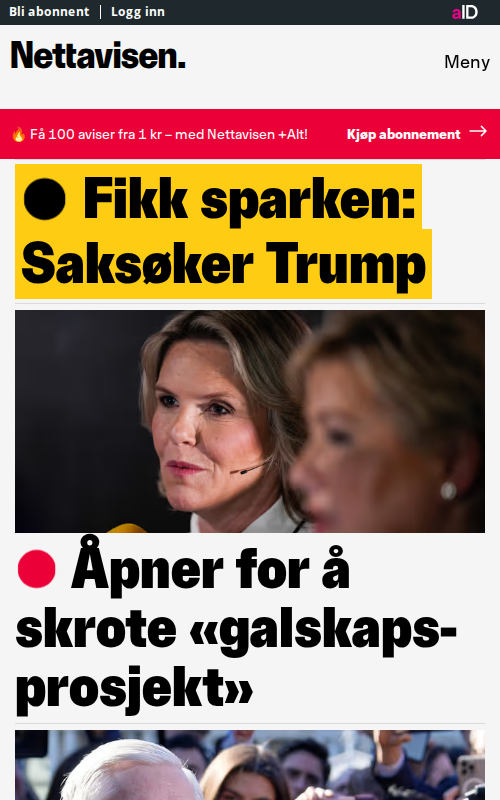 Bli abonnent | Logg inn
aID
Nettavisen.
Meny
🔥 Få 100 aviser fra 1 kr – med Nettavisen +Alt!
Kjøp abonnement →
Fikk sparken:
Saksøker Trump
Åpner for å
skrote «galskaps-
prosjekt»